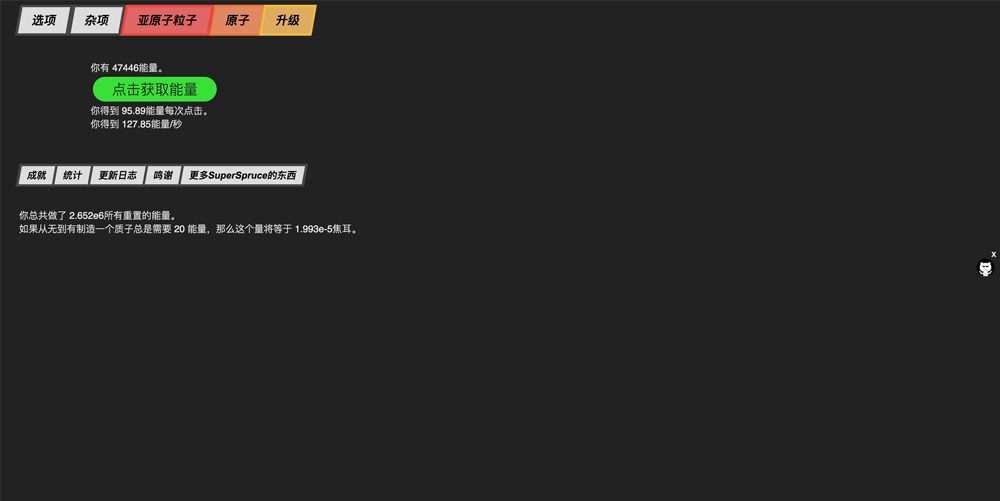 选项 杂项 亚原子粒子 原子 升级
你有 47446能量。
点击获取能量
你得到 95.89能量每次点击。
你得到 127.85能量/秒
成就 统计 更新日志 鸣谢 更多SuperSpruce的东西
你总共做了 2.652e6所有重置的能量。
如果从无到有制造一个质子总是需要 20 能量，那么这个量将等于 1.993e-5焦耳。
x